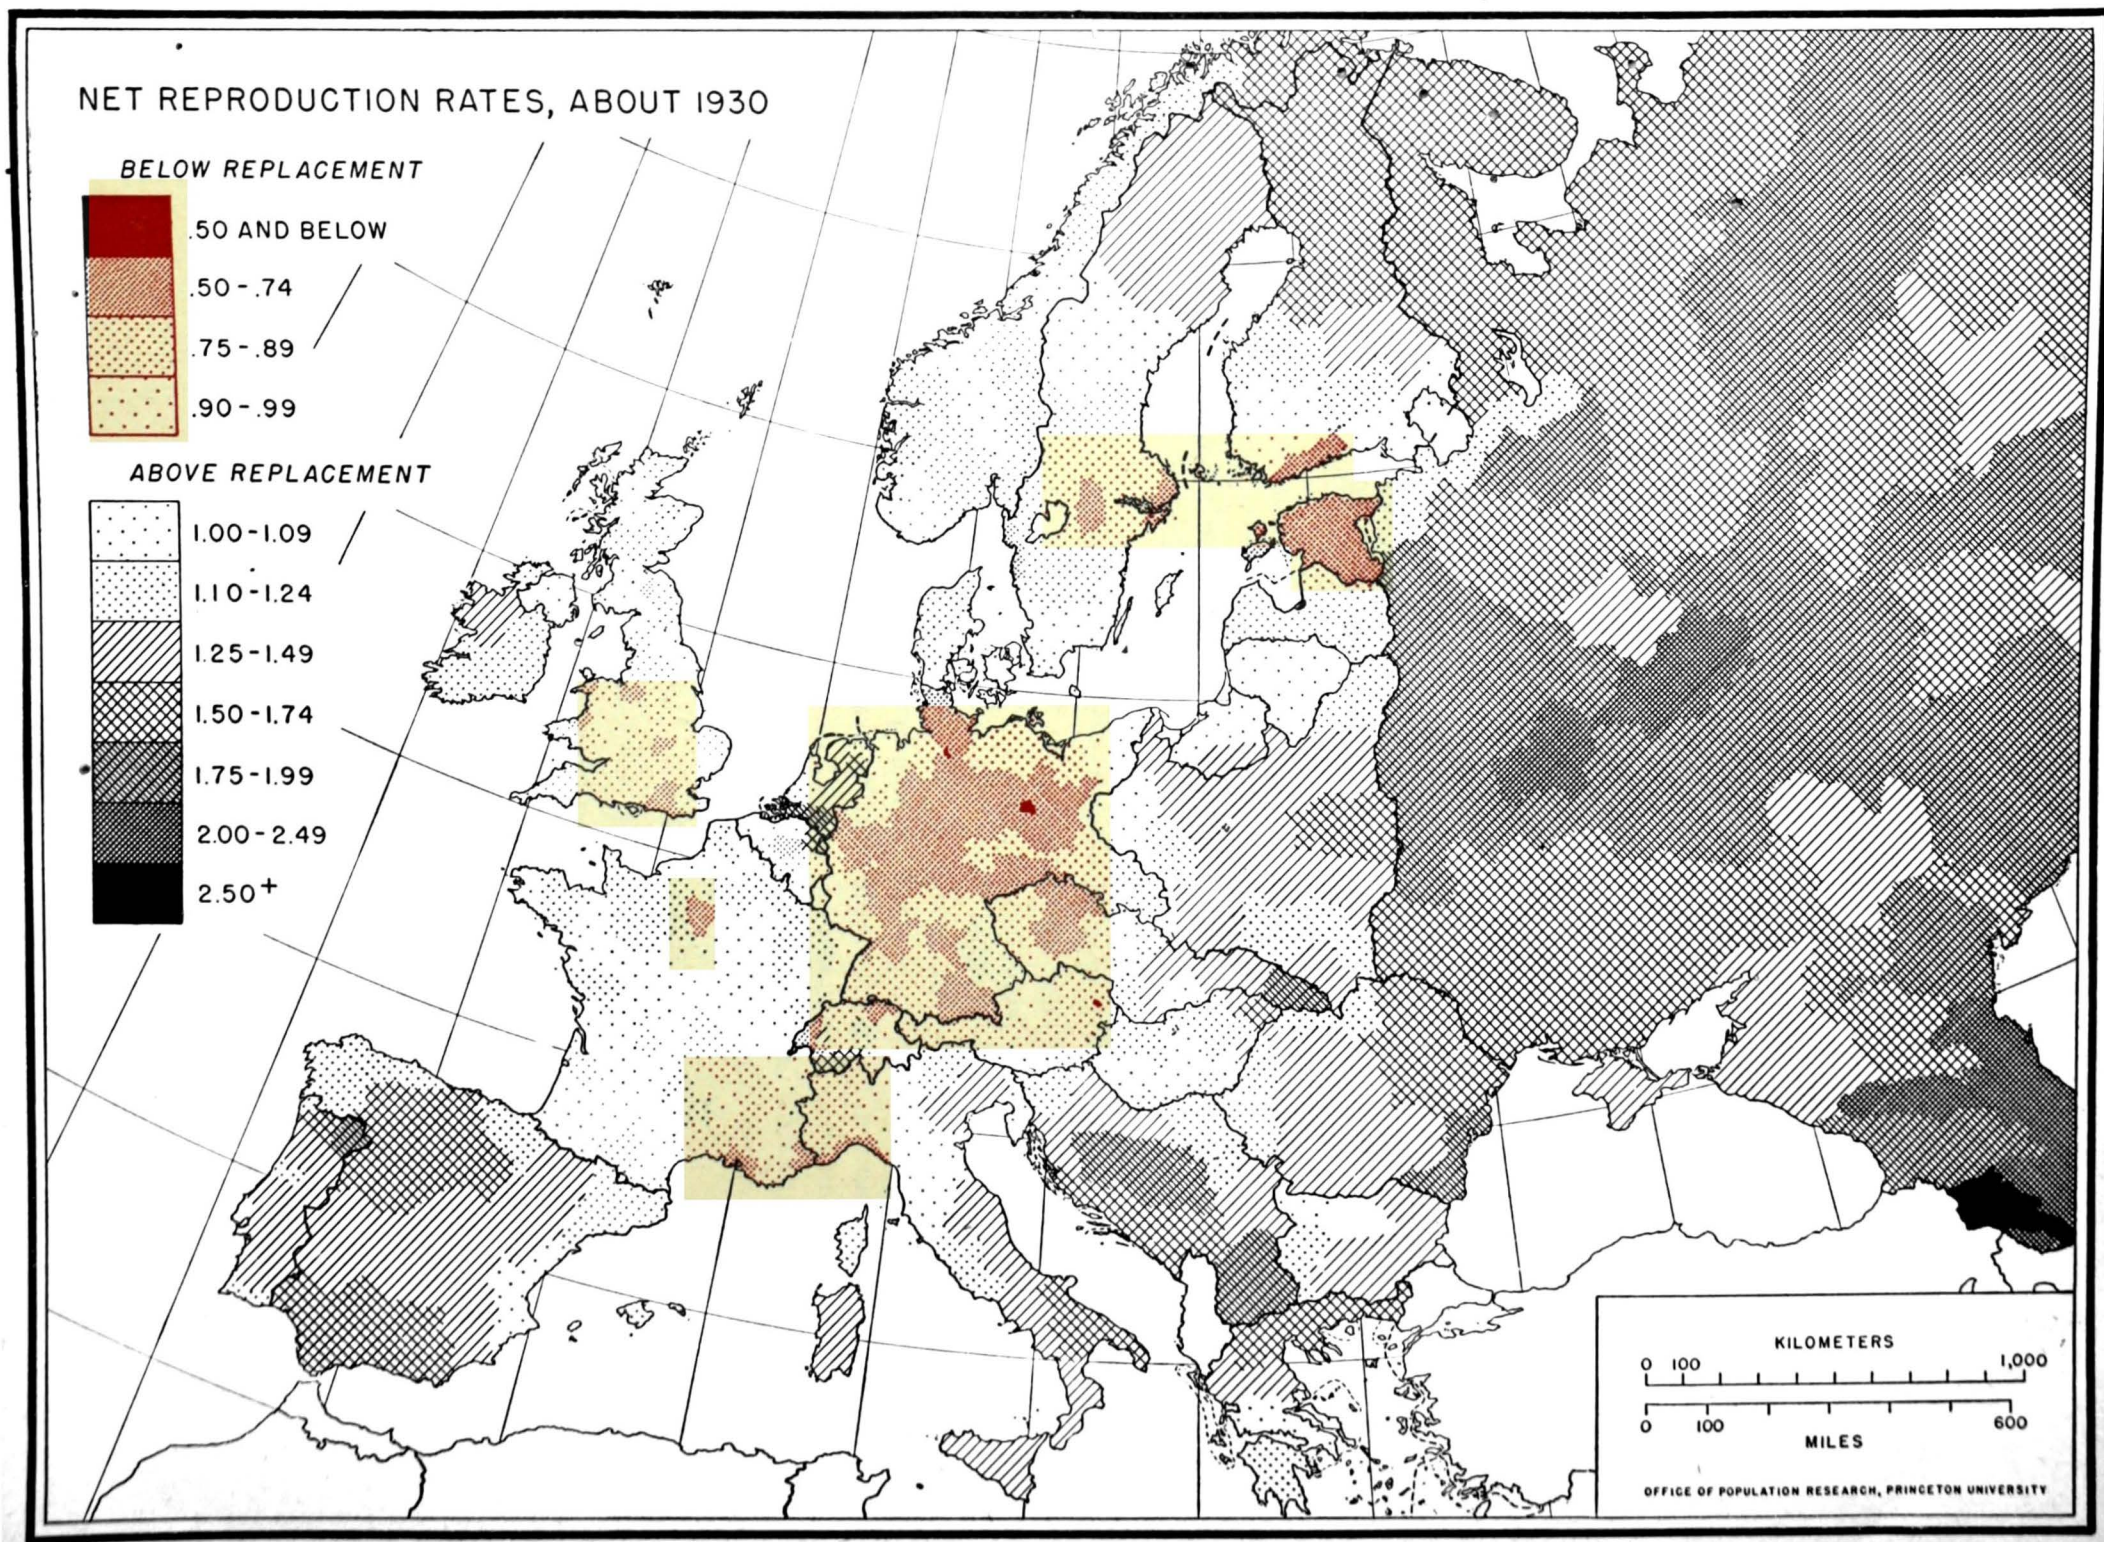 NET REPRODUCTION RATES, ABOUT 1930
BELOW REPLACEMENT
.50 AND BELOW
.50-.74
.75-.89
.90-.99
ABOVE REPLACEMENT
1.00-1.09
1.10-1.24
1.25-1.49
1.50-1.74
1.75-1.99
2.00-2.49
2.50+
KILOMETERS
0 100 1,000
0 100 600
MILES
OFFICE OF POPULATION RESEARCH, PRINCETON UNIVERSITY